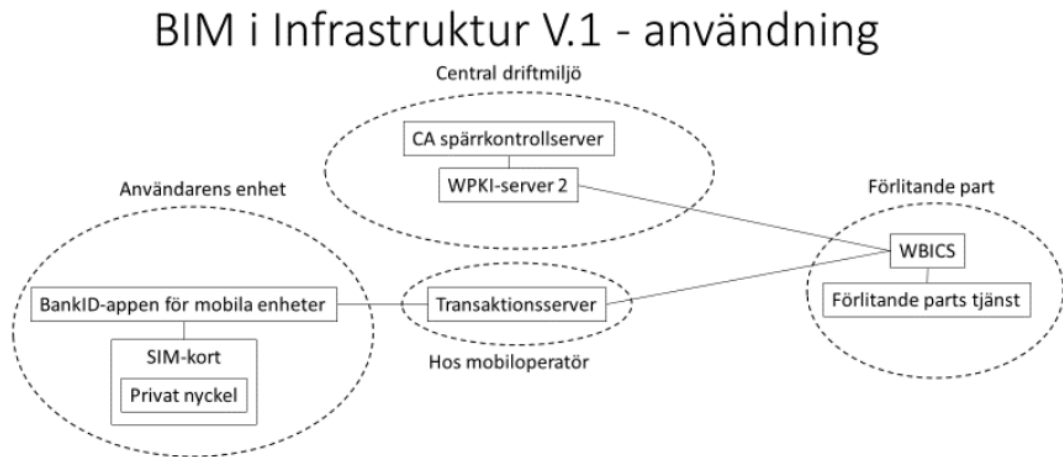 BIM i Infrastruktur V.1 - användning
Central driftmiljö
CA spärrkontrollserver
WPKI-server 2
Användarens enhet
BankID-appen för mobila enheter
SIM-kort
Privat nyckel
Transaktionsserver
Hos mobiloperatör
Förlitande part
WBICS
Förlitande parts tjänst